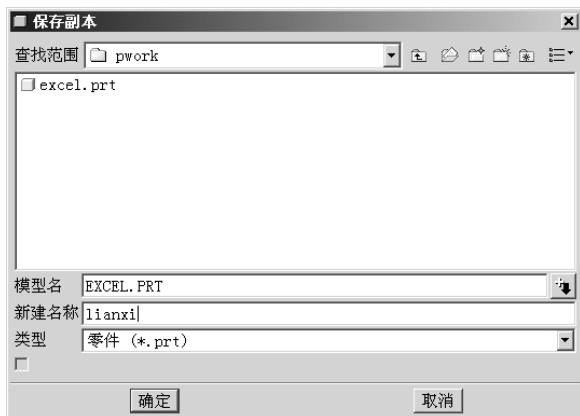 保存副本
查找范围 pwork
excel.prt
模型名 EXCEL.PRT
新建名称 lianxi
类型 零件 (*.prt)
确定 取消